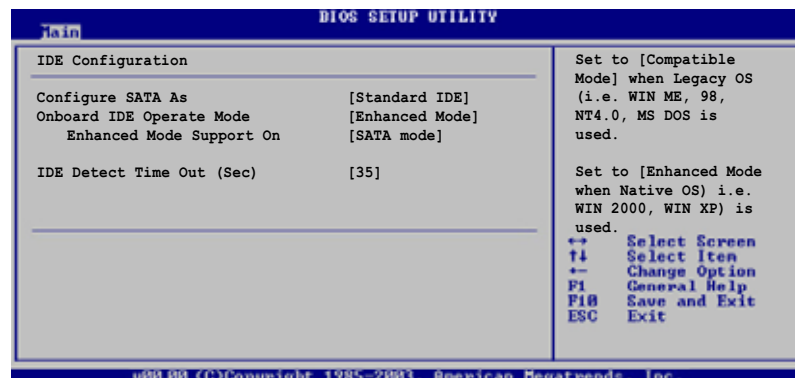 BIOS SETUP UTILITY
Main
IDE Configuration
Configure SATA As [Standard IDE]
Onboard IDE Operate Mode [Enhanced Mode]
Enhanced Mode Support On [SATA mode]
IDE Detect Time Out (Sec) [35]
Set to [Compatible
Mode] when Legacy OS
(i.e. WIN ME, 98,
NT4.0, MS DOS is
used.
Set to [Enhanced Mode
when Native OS) i.e.
WIN 2000, WIN XP) is
used.
↔ Select Screen
↑↓ Select Item
+- Change Option
F1 General Help
F10 Save and Exit
ESC Exit
v00.00 (C)Copyright 1985-2003, American Megatrends, Inc.